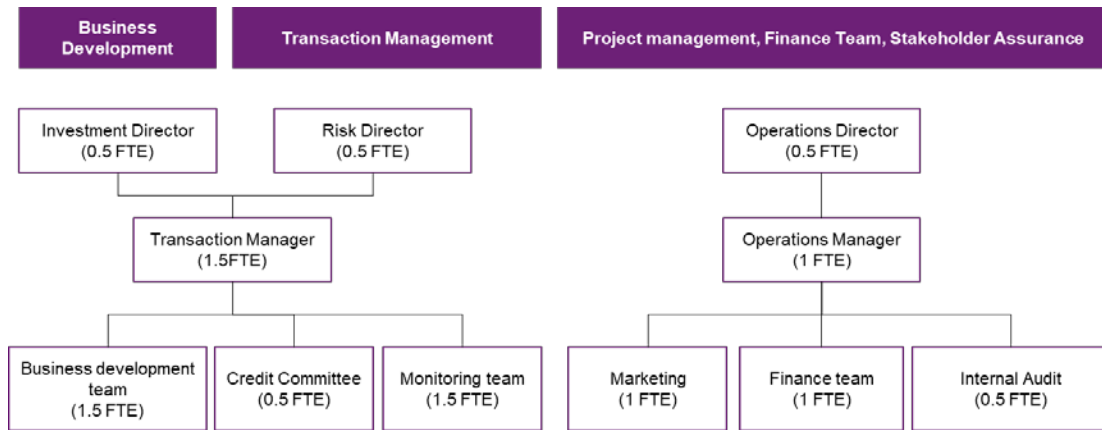 Business
Development
Transaction Management
Project management, Finance Team, Stakeholder Assurance
Investment Director
(0.5 FTE)
Risk Director
(0.5 FTE)
Operations Director
(0.5 FTE)
Transaction Manager
(1.5FTE)
Operations Manager
(1 FTE)
Business development
team
(1.5 FTE)
Credit Committee
(0.5 FTE)
Monitoring team
(1.5 FTE)
Marketing
(1 FTE)
Finance team
(1 FTE)
Internal Audit
(0.5 FTE)